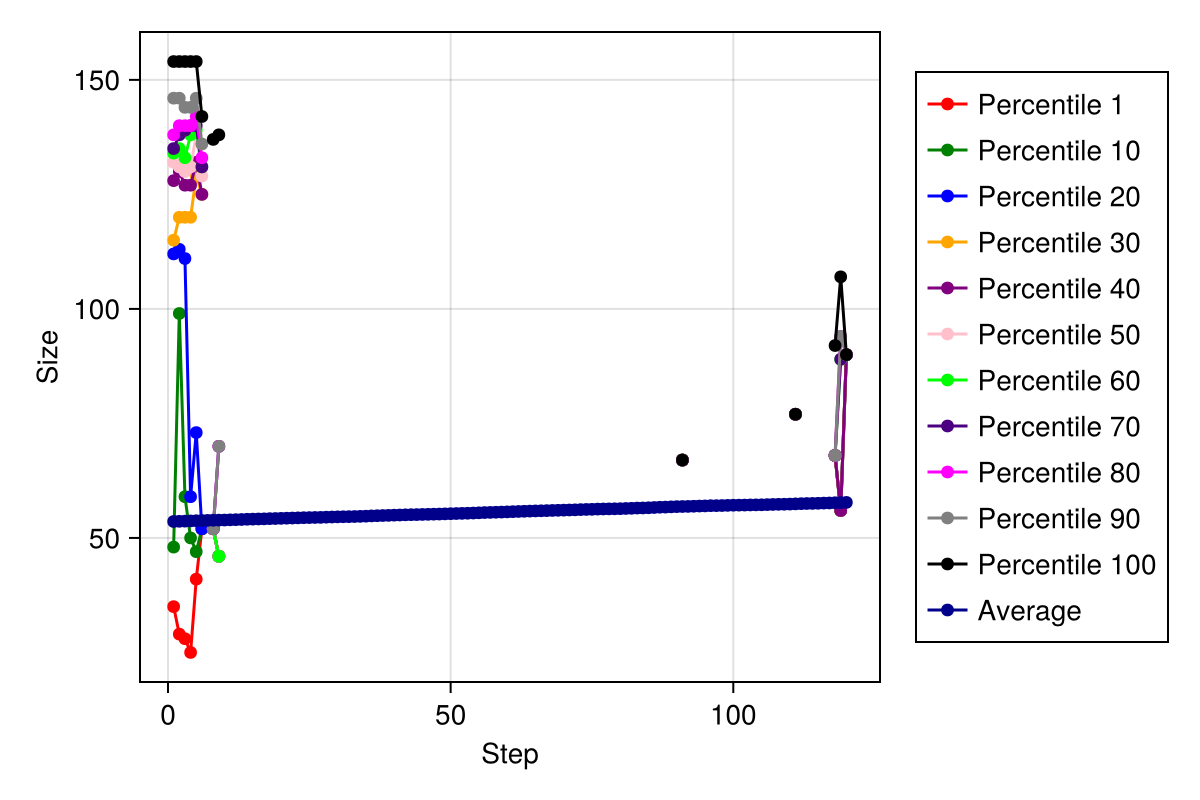 150
100
50
0
50
100
Size
Step
Percentile 1
Percentile 10
Percentile 20
Percentile 30
Percentile 40
Percentile 50
Percentile 60
Percentile 70
Percentile 80
Percentile 90
Percentile 100
Average